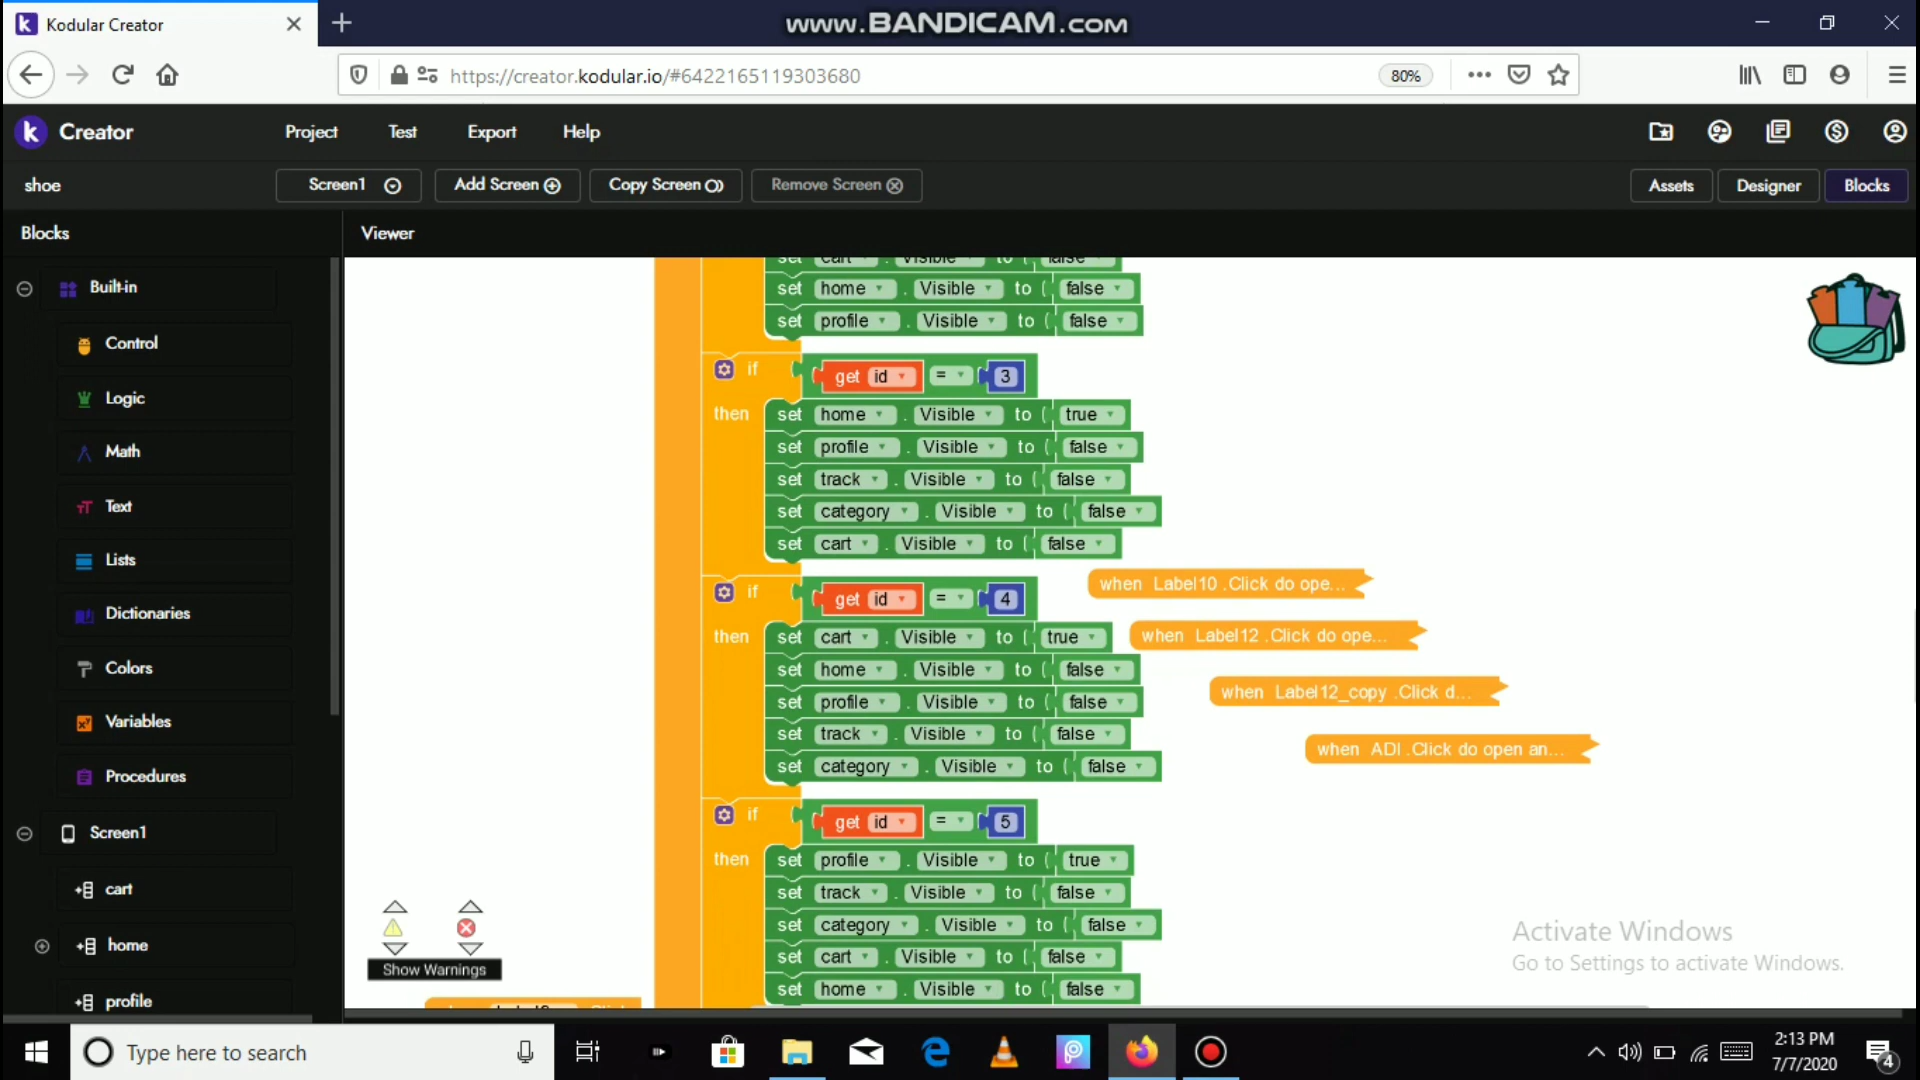 Kodular Creator
www.BANDICAM.com
https://creator.kodular.io/#6422165119303680
80%
k Creator
Project
Test
Export
Help
shoe
Screen1
Add Screen
Copy Screen
Remove Screen
Assets
Designer
Blocks
Blocks
Viewer
Built-in
Control
Logic
Math
Text
Lists
Dictionaries
Colors
Variables
Procedures
Screen1
cart
home
profile
set cart . Visible to false
set home . Visible to false
set profile . Visible to false
if get id = 3
then set home . Visible to true
set profile . Visible to false
set track . Visible to false
set category . Visible to false
set cart . Visible to false
if get id = 4
then set cart . Visible to true
set home . Visible to false
set profile . Visible to false
set track . Visible to false
set category . Visible to false
if get id = 5
then set profile . Visible to true
set track . Visible to false
set category . Visible to false
set cart . Visible to false
set home . Visible to false
when Label10 .Click do ope...
when Label12 .Click do ope...
when Label12_copy .Click d...
when ADI .Click do open an...
Show Warnings
Activate Windows
Go to Settings to activate Windows.
Type here to search
2:13 PM
7/7/2020
4